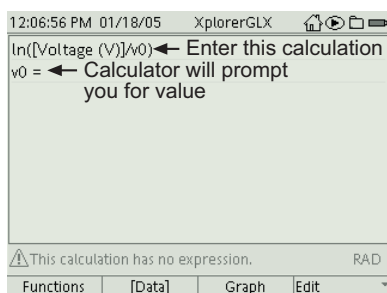 12:06:56 PM 01/18/05 XplorerGLX
ln([Voltage (V)]/v0) Enter this calculation
v0 = Calculator will prompt
you for value
This calculation has no expression. RAD
Functions [Data] Graph Edit